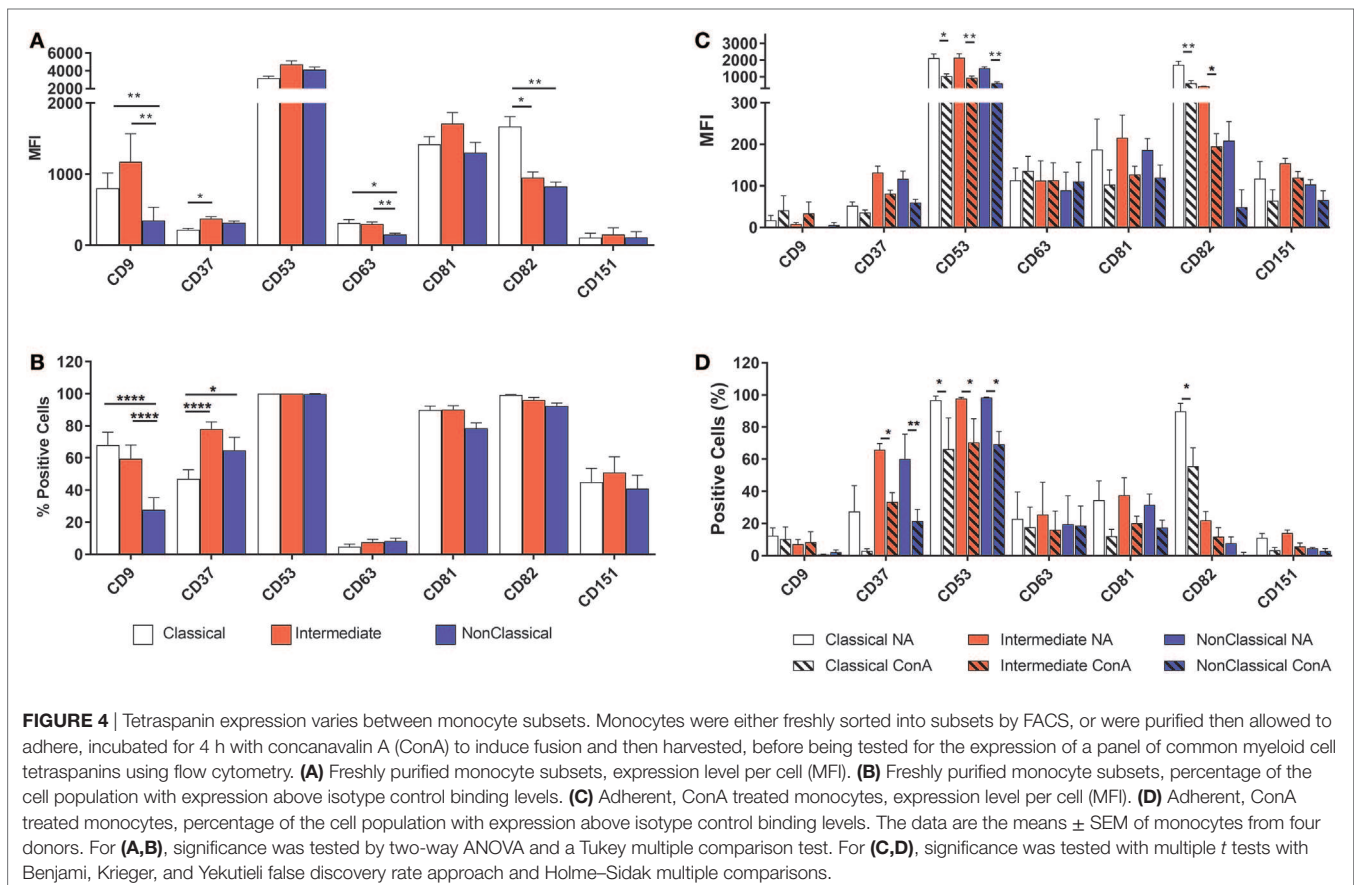 A
MFI
6000
4000
2000
2000
1000
0
**
**
*
*
**
**
*
CD9
CD37
CD53
CD63
CD81
CD82
CD151
B
% Positive Cells
120
100
80
60
40
20
0
****
****
*
****
CD9
CD37
CD53
CD63
CD81
CD82
CD151
Classical
Intermediate
NonClassical
C
MFI
3000
2000
1000
300
200
100
0
*
**
**
**
*
CD9
CD37
CD53
CD63
CD81
CD82
CD151
D
Positive Cells (%)
120
100
80
60
40
20
0
*
**
*
*
*
*
CD9
CD37
CD53
CD63
CD81
CD82
CD151
Classical NA
Intermediate NA
NonClassical NA
Classical ConA
Intermediate ConA
NonClassical ConA
FIGURE 4 | Tetraspanin expression varies between monocyte subsets. Monocytes were either freshly sorted into subsets by FACS, or were purified then allowed to
adhere, incubated for 4 h with concanavalin A (ConA) to induce fusion and then harvested, before being tested for the expression of a panel of common myeloid cell
tetraspanins using flow cytometry. (A) Freshly purified monocyte subsets, expression level per cell (MFI). (B) Freshly purified monocyte subsets, percentage of the
cell population with expression above isotype control binding levels. (C) Adherent, ConA treated monocytes, expression level per cell (MFI). (D) Adherent, ConA
treated monocytes, percentage of the cell population with expression above isotype control binding levels. The data are the means ± SEM of monocytes from four
donors. For (A,B), significance was tested by two-way ANOVA and a Tukey multiple comparison test. For (C,D), significance was tested with multiple t tests with
Benjami, Krieger, and Yekutieli false discovery rate approach and Holme–Sidak multiple comparisons.